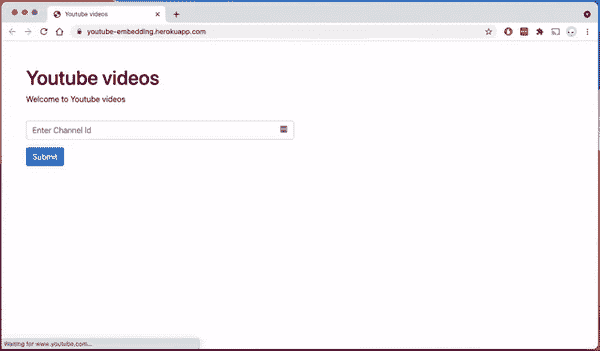 Youtube videos
youtube-embedding.herokuapp.com
Youtube videos
Welcome to Youtube videos
Enter Channel Id
Submit
Waiting for www.youtube.com...